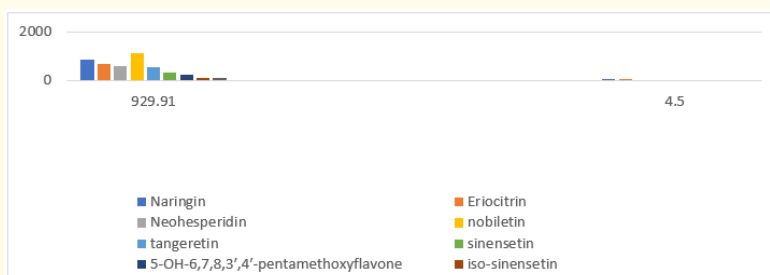 2000
0
929.91 4.5
Naringin Eriocitrin
Neohesperidin nobiletin
tangeretin sinensetin
5-OH-6,7,8,3′,4′-pentamethoxyflavone iso-sinensetin